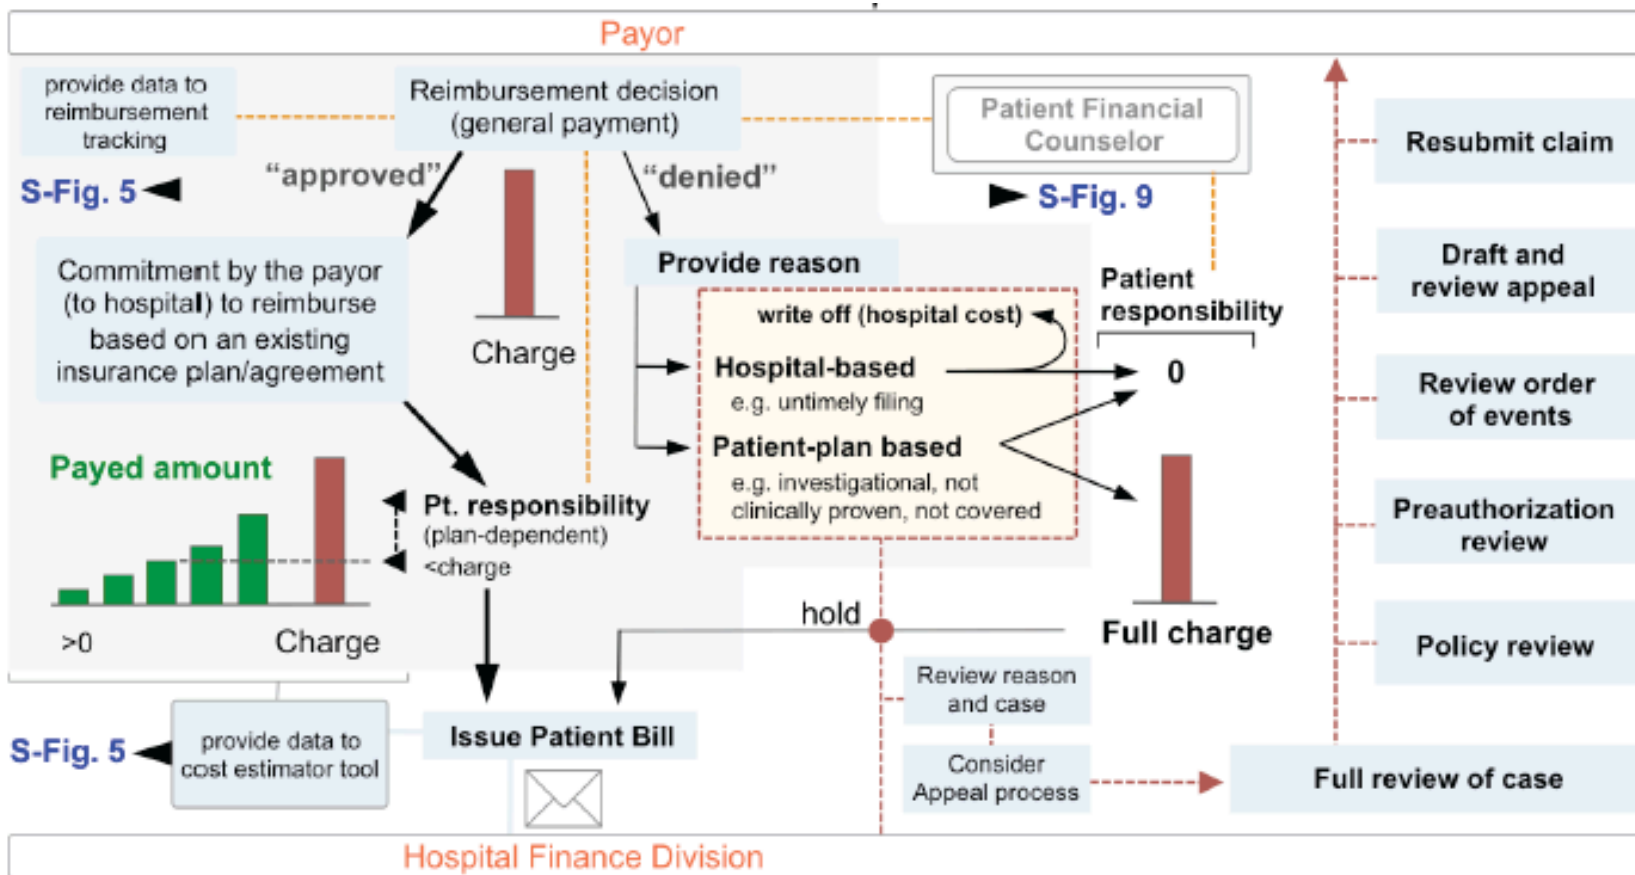 Payor
provide data to
reimbursement
tracking
Reimbursement decision
(general payment)
Patient Financial
Counselor
Resubmit claim
“approved”
“denied”
S-Fig. 5
S-Fig. 9
Commitment by the payor
(to hospital) to reimburse
based on an existing
insurance plan/agreement
Charge
Provide reason
write off (hospital cost)
Hospital-based
e.g. untimely filing
Patient-plan based
e.g. investigational, not
clinically proven, not covered
Patient
responsibility
0
Draft and
review appeal
Review order
of events
Preauthorization
review
Policy review
Payed amount
>0
Charge
Pt. responsibility
(plan-dependent)
<charge
hold
Full charge
Review reason
and case
Consider
Appeal process
Full review of case
S-Fig. 5
provide data to
cost estimator tool
Issue Patient Bill
Hospital Finance Division